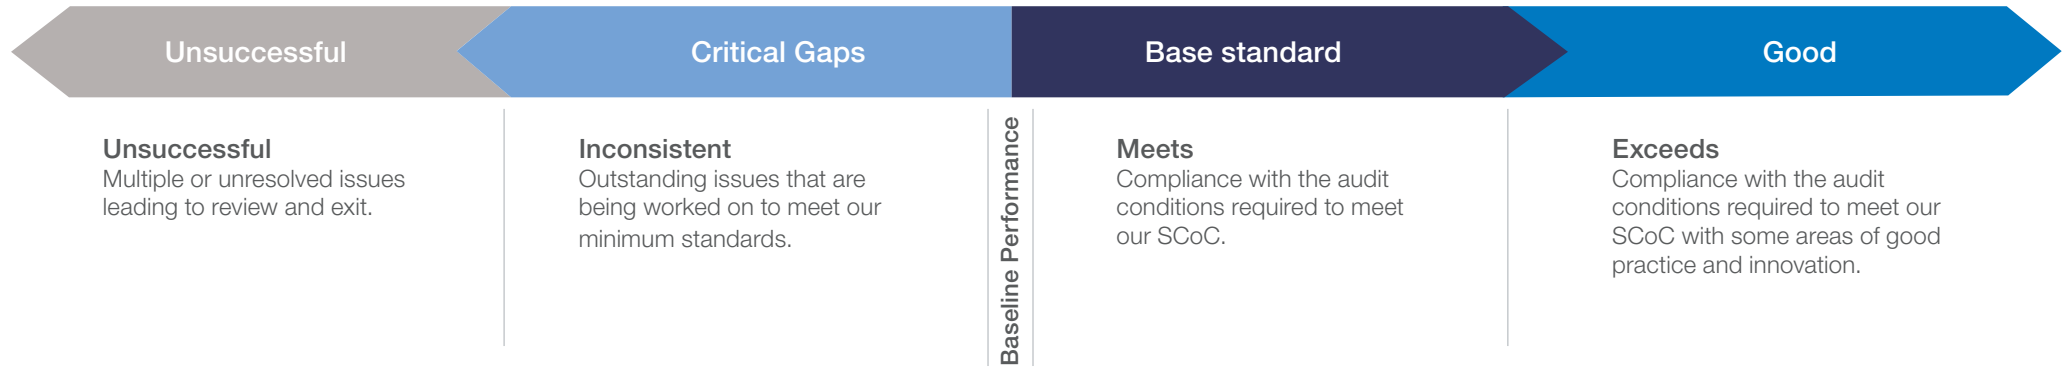 Unsuccessful
Critical Gaps
Base standard
Good
Unsuccessful
Multiple or unresolved issues
leading to review and exit.
Inconsistent
Outstanding issues that are
being worked on to meet our
minimum standards.
Baseline Performance
Meets
Compliance with the audit
conditions required to meet
our SCoC.
Exceeds
Compliance with the audit
conditions required to meet our
SCoC with some areas of good
practice and innovation.